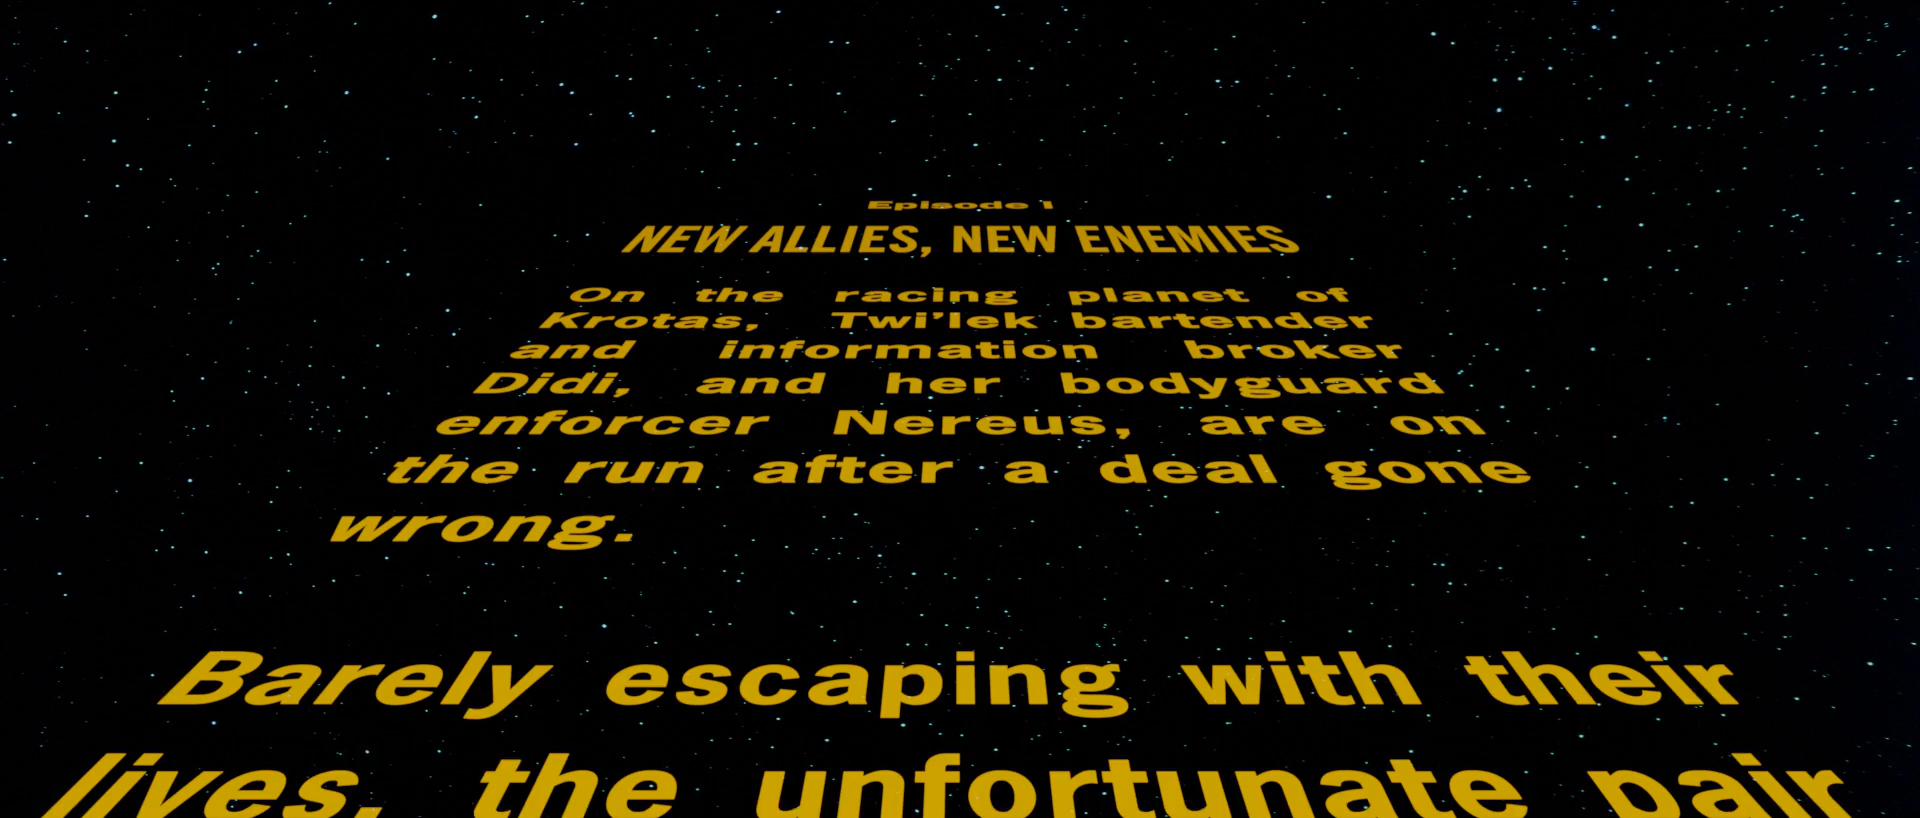 Episode 1
NEW ALLIES, NEW ENEMIES
On the racing planet of
Krotas, Twi'lek bartender
and information broker
Didi, and her bodyguard
enforcer Nereus, are on
the run after a deal gone
wrong.
Barely escaping with their
lives, the unfortunate pair